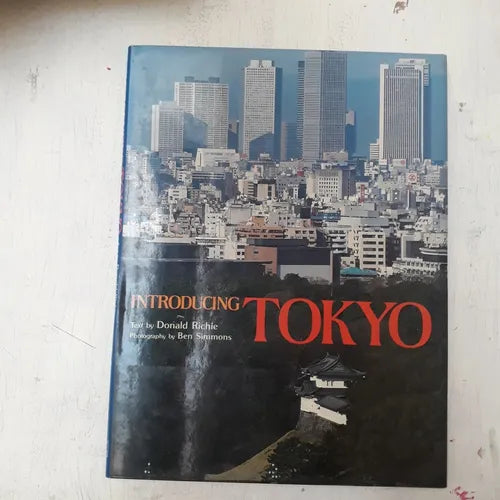 INTRODUCING TOKYO
Text by Donald Richie
Photography by Ben Simmons